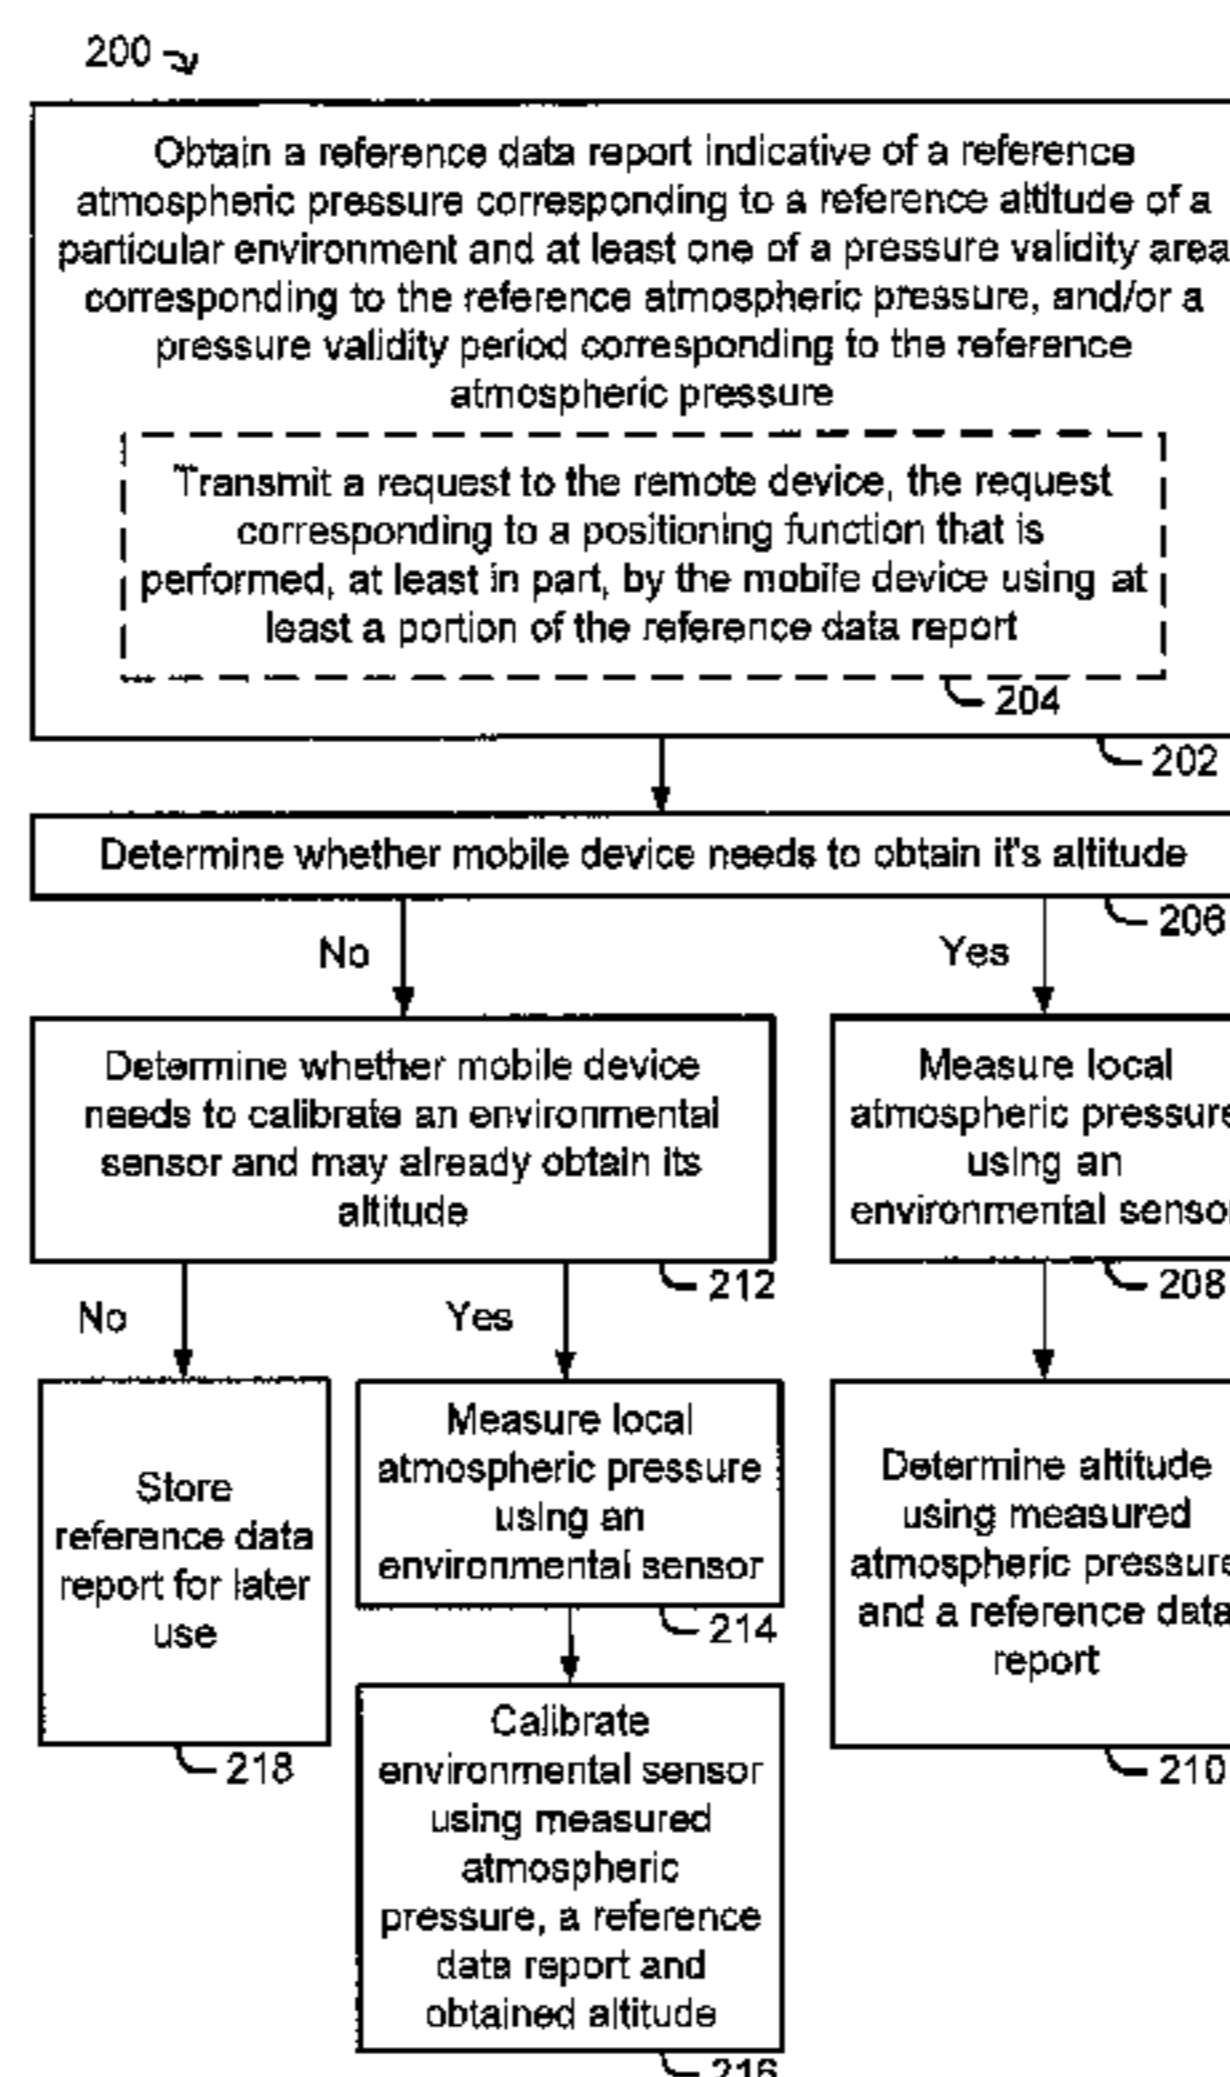 200
Obtain a reference data report indicative of a reference
atmospheric pressure corresponding to a reference altitude of a
particular environment and at least one of a pressure validity area
corresponding to the reference atmospheric pressure, and/or a
pressure validity period corresponding to the reference
atmospheric pressure
Transmit a request to the remote device, the request
corresponding to a positioning function that is
performed, at least in part, by the mobile device using at
least a portion of the reference data report
204
202
Determine whether mobile device needs to obtain it's altitude
206
No
Yes
Determine whether mobile device
needs to calibrate an environmental
sensor and may already obtain its
altitude
212
Measure local
atmospheric pressure
using an
environmental sensor
208
No
Yes
Store
reference data
report for later
use
218
Measure local
atmospheric pressure
using an
environmental sensor
214
Determine altitude
using measured
atmospheric pressure
and a reference data
report
210
Calibrate
environmental sensor
using measured
atmospheric
pressure, a reference
data report and
obtained altitude
216